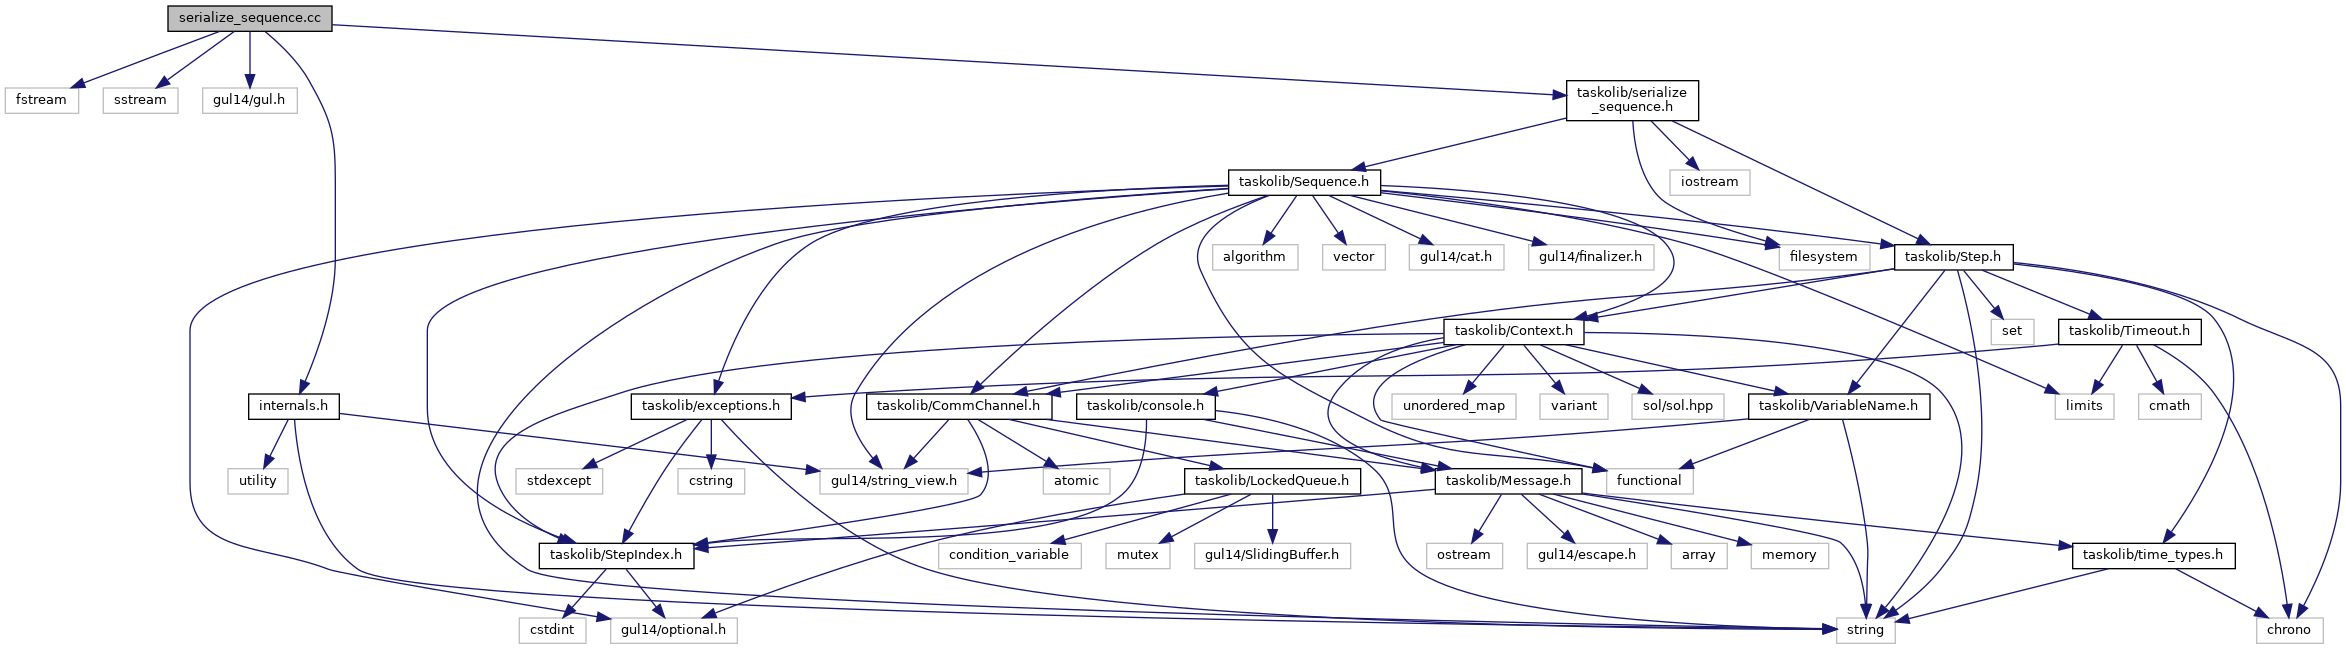 serialize_sequence.cc
fstream
sstream
gul14/gul.h
taskolib/serialize
_sequence.h
taskolib/Sequence.h
iostream
algorithm
vector
gul14/cat.h
gul14/finalizer.h
filesystem
taskolib/Step.h
taskolib/Context.h
set
taskolib/Timeout.h
internals.h
taskolib/exceptions.h
taskolib/CommChannel.h
taskolib/console.h
unordered_map
variant
sol/sol.hpp
taskolib/VariableName.h
limits
cmath
utility
stdexcept
cstring
gul14/string_view.h
atomic
taskolib/LockedQueue.h
taskolib/Message.h
functional
taskolib/StepIndex.h
condition_variable
mutex
gul14/SlidingBuffer.h
ostream
gul14/escape.h
array
memory
taskolib/time_types.h
cstdint
gul14/optional.h
string
chrono